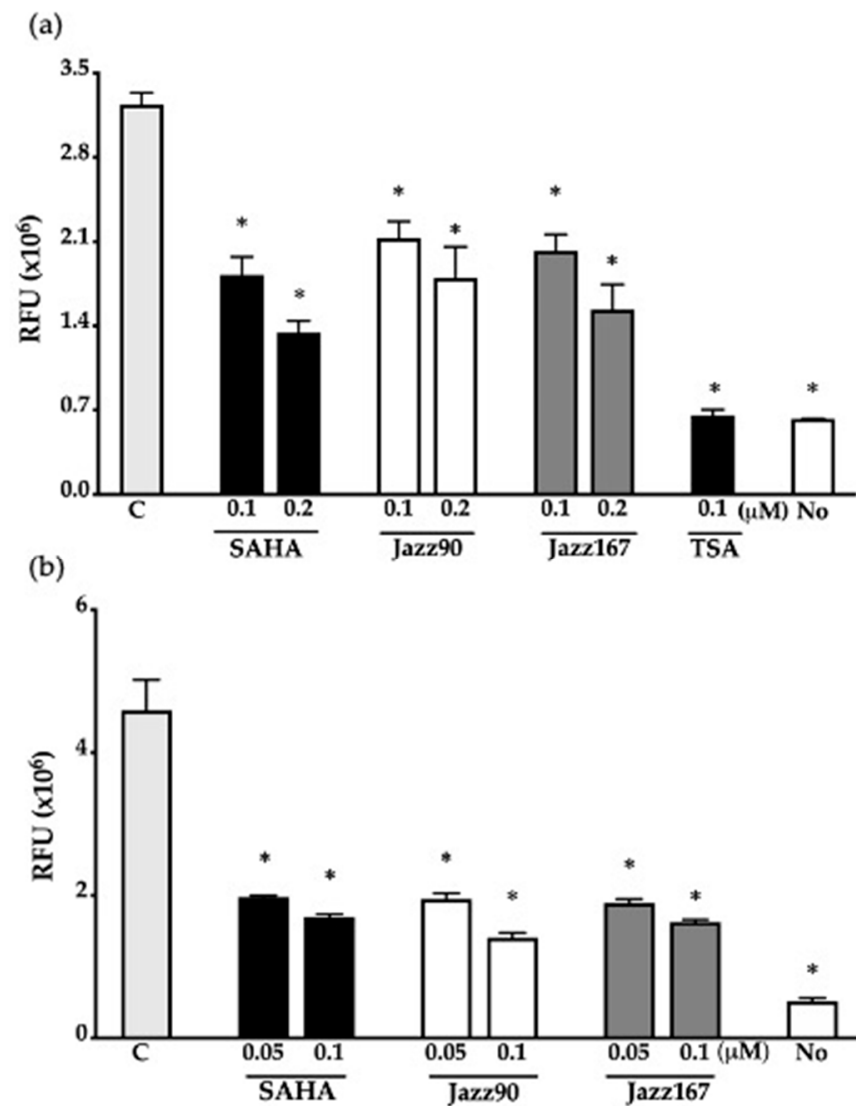 (a)
3.5
2.8
2.1
1.4
0.7
0.0
RFU (x10⁶)
* * * * * * * *
C 0.1 0.2 0.1 0.2 0.1 0.2 0.1 (μM) No
SAHA Jazz90 Jazz167 TSA
(b)
6
4
2
0
RFU (x10⁶)
* * * * * * *
C 0.05 0.1 0.05 0.1 0.05 0.1 (μM) No
SAHA Jazz90 Jazz167